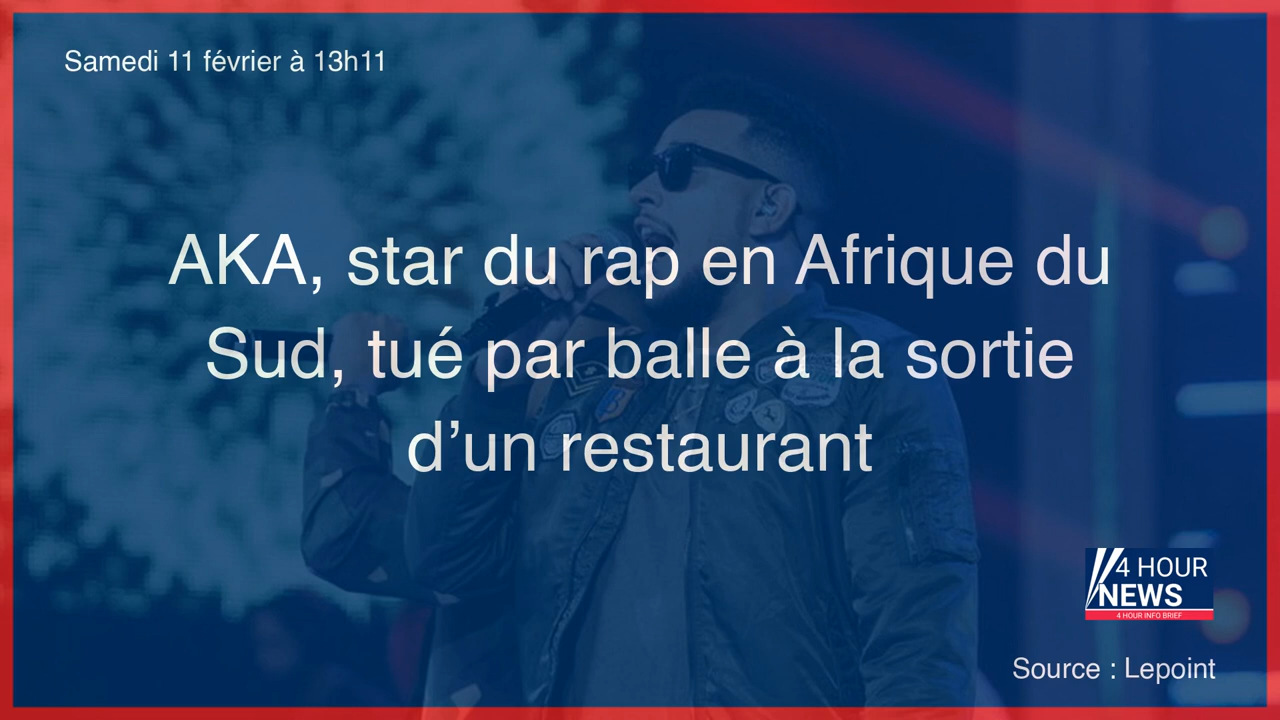 Samedi 11 février à 13h11
AKA, star du rap en Afrique du
Sud, tué par balle à la sortie
d’un restaurant
4 HOUR
NEWS
4 HOUR INFO BRIEF
Source : Lepoint